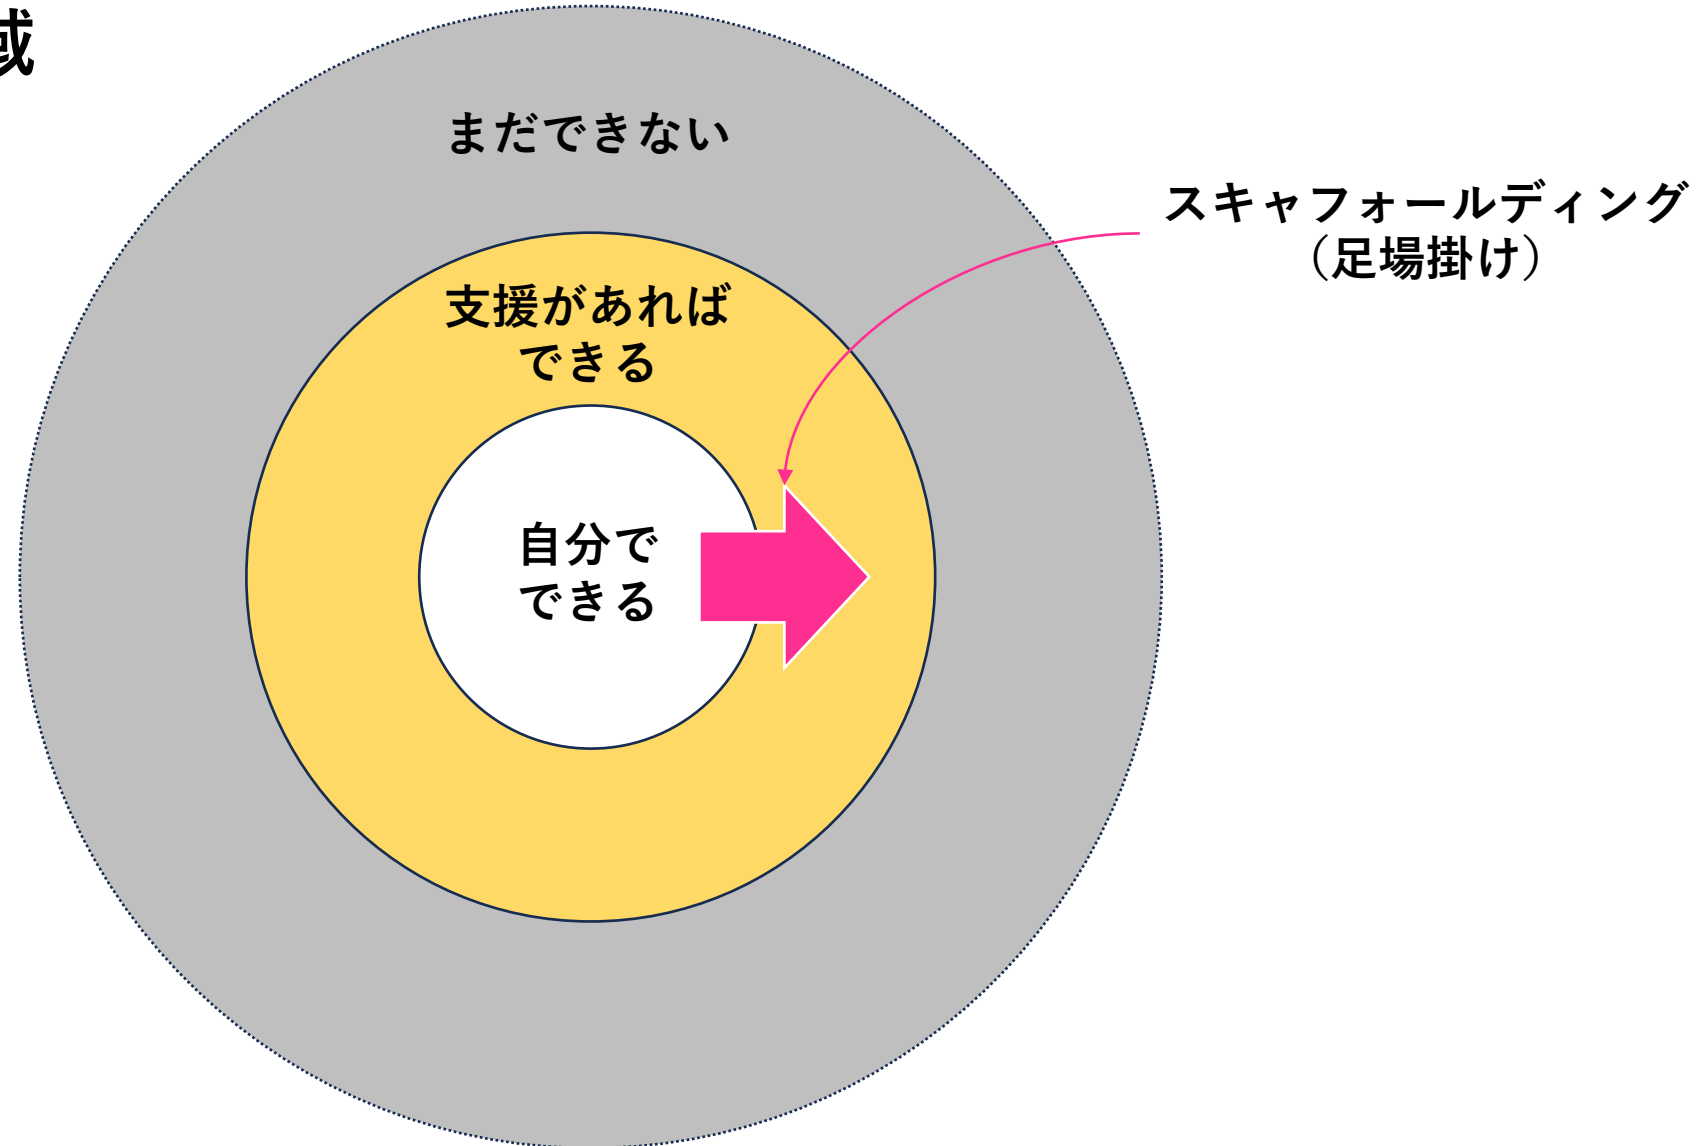 域
まだできない
スキャフォールディング
（足場掛け）
支援があれば
できる
自分で
できる